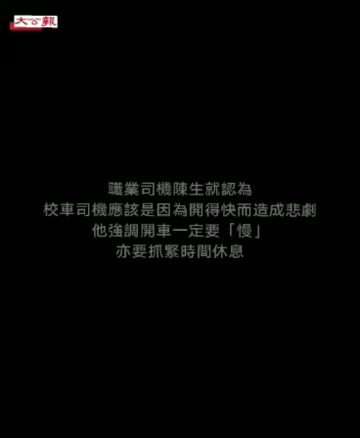 大公報
職業司機陳生就認為
校車司機應該是因為開得快而造成悲劇
他強調開車一定要「慢」
亦要抓緊時間休息